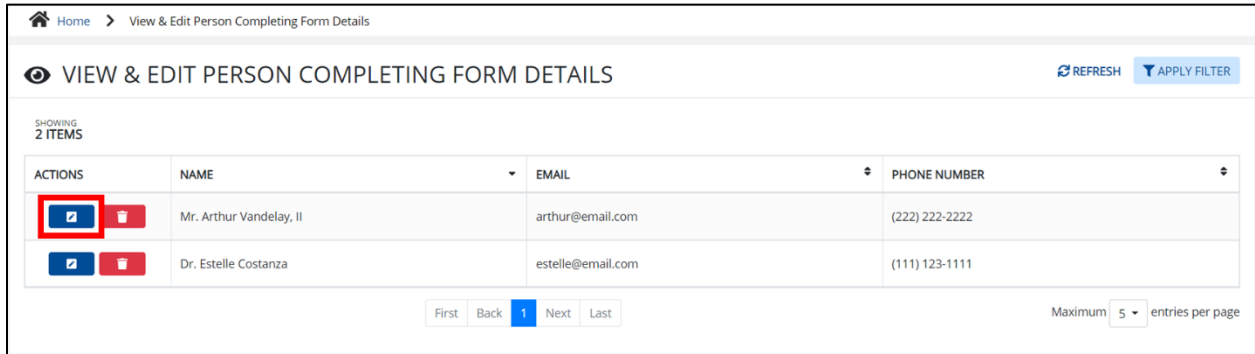 Home > View & Edit Person Completing Form Details
VIEW & EDIT PERSON COMPLETING FORM DETAILS
REFRESH APPLY FILTER
SHOWING
2 ITEMS
ACTIONS NAME EMAIL PHONE NUMBER
Mr. Arthur Vandelay, II arthur@email.com (222) 222-2222
Dr. Estelle Costanza estelle@email.com (111) 123-1111
First Back 1 Next Last Maximum 5 entries per page